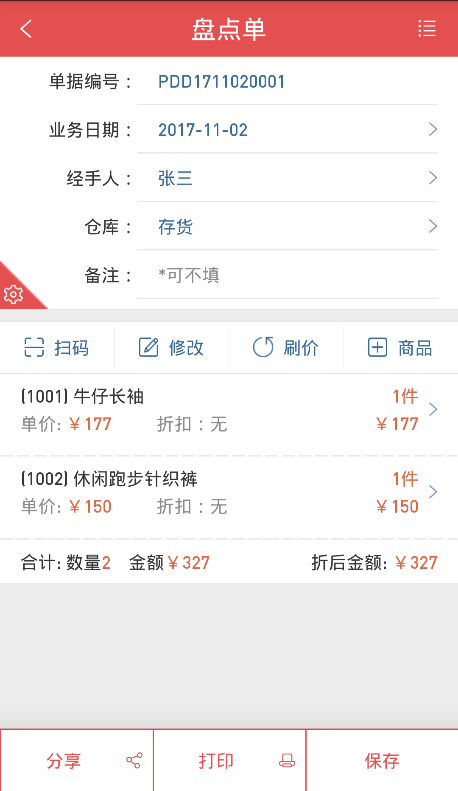 盘点单
单据编号： PDD1711020001
业务日期： 2017-11-02
经手人： 张三
仓库： 存货
备注： *可不填
扫码 修改 刷价 商品
(1001) 牛仔长袖 1件
单价: ￥177 折扣：无 ￥177
(1002) 休闲跑步针织裤 1件
单价: ￥150 折扣：无 ￥150
合计: 数量2 金额￥327 折后金额: ￥327
分享 打印 保存